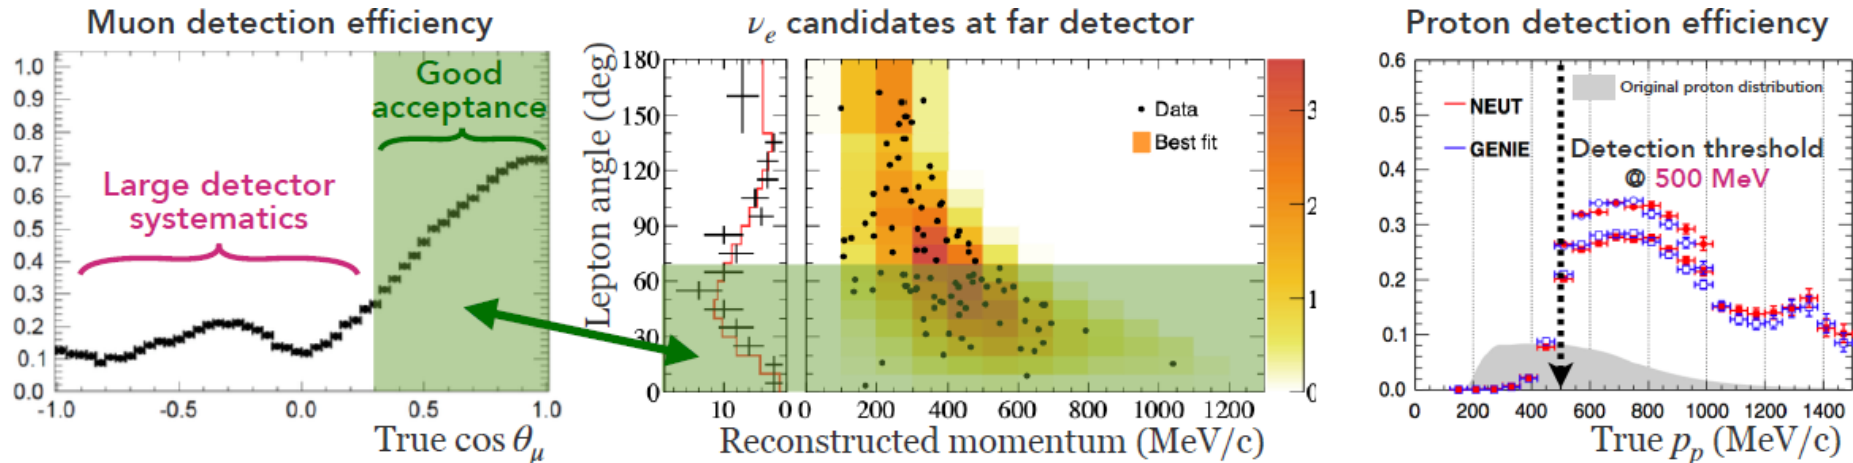 Muon detection efficiency
1.0
0.9
0.8
0.7
0.6
0.5
0.4
0.3
0.2
0.1
0.0
-1.0
-0.5
0.0
0.5
1.0
Large detector
systematics
Good
acceptance
True cos θμ
νe candidates at far detector
Lepton angle (deg)
180
150
120
90
60
30
0
10
0
0
200
400
600
800
1000
1200
Data
Best fit
3
2
1
0
Reconstructed momentum (MeV/c)
Proton detection efficiency
0.6
0.5
0.4
0.3
0.2
0.1
0.0
0
200
400
600
800
1000
1200
1400
Original proton distribution
NEUT
GENIE
Detection threshold
@ 500 MeV
True pp (MeV/c)